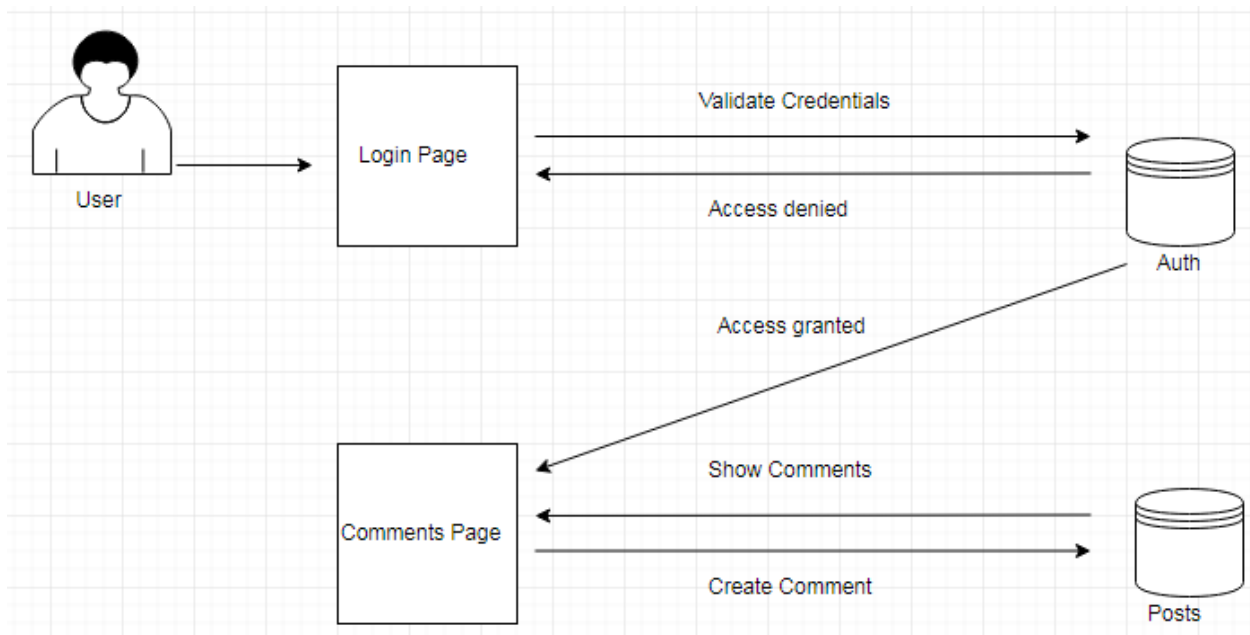 Validate Credentials
Login Page
User
Access denied
Auth
Access granted
Show Comments
Comments Page
Create Comment
Posts